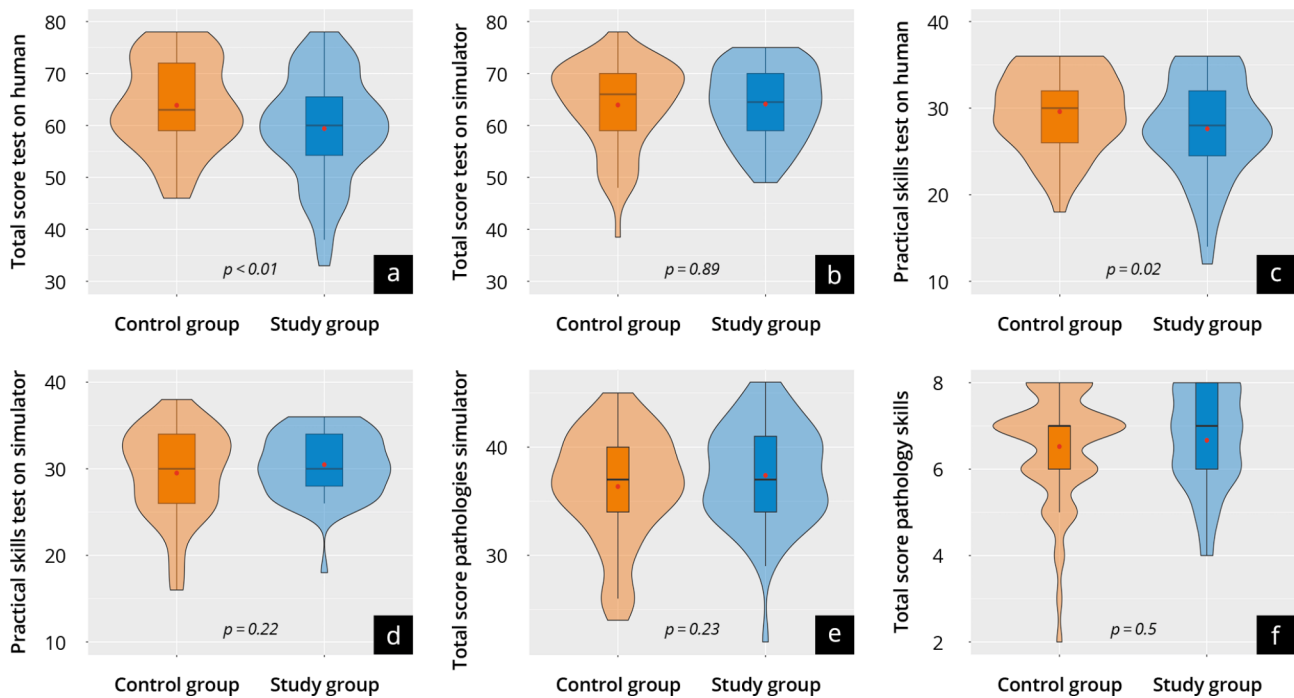 Total score test on human
80
70
60
50
40
30
p < 0.01
a
Control group
Study group
Total score test on simulator
80
70
60
50
40
30
p = 0.89
b
Control group
Study group
Practical skills test on human
40
30
20
10
p = 0.02
c
Control group
Study group
Practical skills test on simulator
40
30
20
10
p = 0.22
d
Control group
Study group
Total score pathologies simulator
40
30
p = 0.23
e
Control group
Study group
Total score pathology skills
8
6
4
2
p = 0.5
f
Control group
Study group